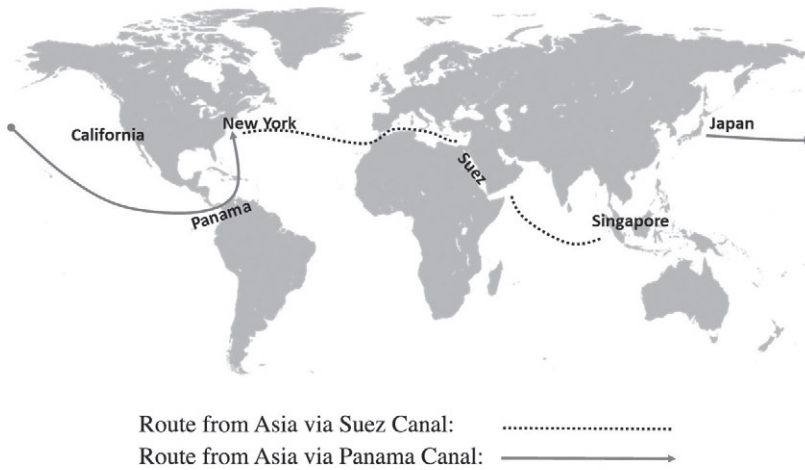 California
New York
Japan
Suez
Panama
Singapore
Route from Asia via Suez Canal:
Route from Asia via Panama Canal: